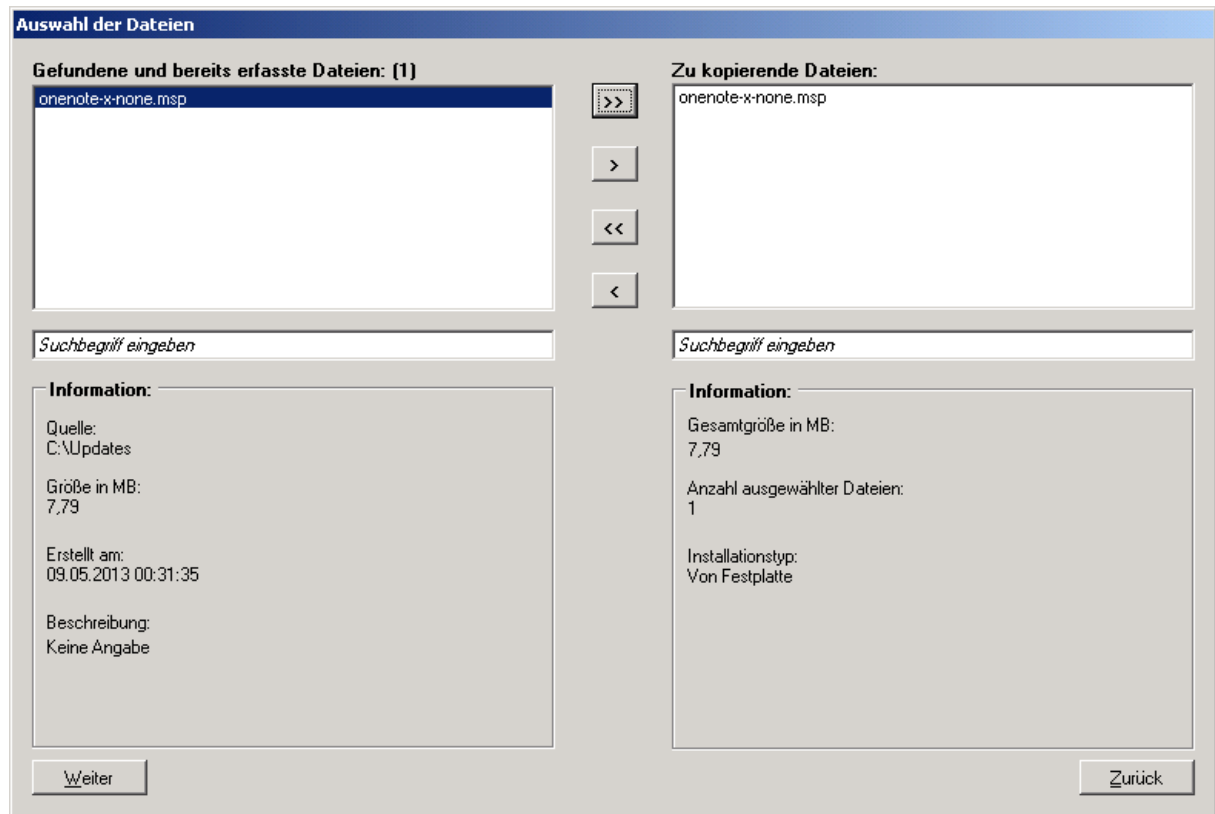 Auswahl der Dateien
Gefundene und bereits erfasste Dateien: (1)
onenote-x-none.msp
>>
>
<<
<
Suchbegriff eingeben
Information:
Quelle:
C:\Updates
Größe in MB:
7,79
Erstellt am:
09.05.2013 00:31:35
Beschreibung:
Keine Angabe
Weiter
Zu kopierende Dateien:
onenote-x-none.msp
Suchbegriff eingeben
Information:
Gesamtgröße in MB:
7,79
Anzahl ausgewählter Dateien:
1
Installationstyp:
Von Festplatte
Zurück